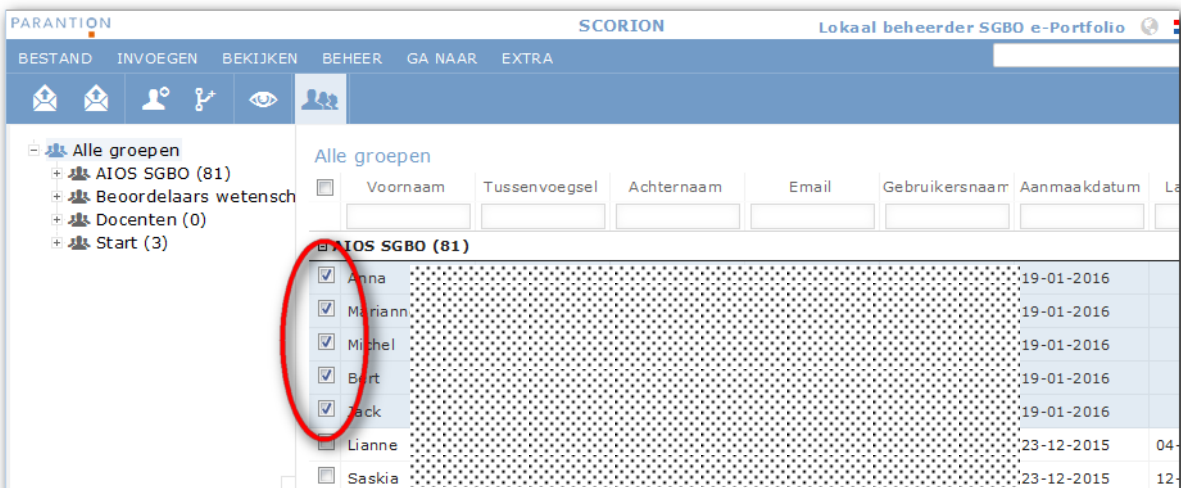 PARANTION SCORION Lokaal beheerder SGBO e-Portfolio
BESTAND INVOEGEN BEKIJKEN BEHEER GA NAAR EXTRA
Alle groepen
AIOS SGBO (81)
Beoordelaars wetensch
Docenten (0)
Start (3)
Alle groepen
Voornaam Tussenvoegsel Achternaam Email Gebruikersnaam Aanmaakdatum La
AIOS SGBO (81)
Anna 19-01-2016
Mariann 19-01-2016
Michel 19-01-2016
Bert 19-01-2016
Jack 19-01-2016
Lianne 23-12-2015 04-
Saskia 23-12-2015 12-